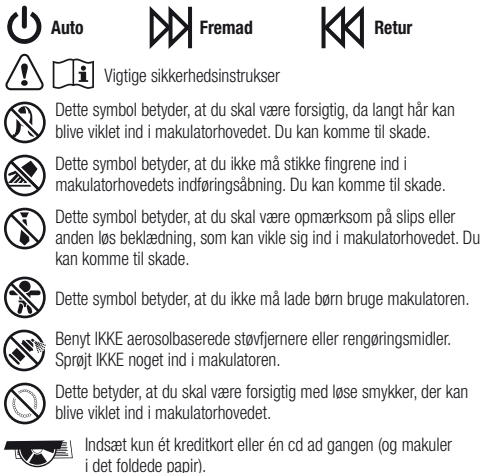 Auto Fremad Retur
Vigtige sikkerhedsinstrukser
Dette symbol betyder, at du skal være forsigtig, da langt hår kan
blive viklet ind i makulatorhovedet. Du kan komme til skade.
Dette symbol betyder, at du ikke må stikke fingrene ind i
makulatorhovedets indføringsåbning. Du kan komme til skade.
Dette symbol betyder, at du skal være opmærksom på slips eller
anden løs beklædning, som kan vikle sig ind i makulatorhovedet. Du
kan komme til skade.
Dette symbol betyder, at du ikke må lade børn bruge makulatoren.
Benyt IKKE aerosolbaserede støvfjernere eller rengøringsmidler.
Sprøjt IKKE noget ind i makulatoren.
Dette betyder, at du skal være forsigtig med løse smykker, der kan
blive viklet ind i makulatorhovedet.
Indsæt kun ét kreditkort eller én cd ad gangen (og makuler
i det foldede papir).